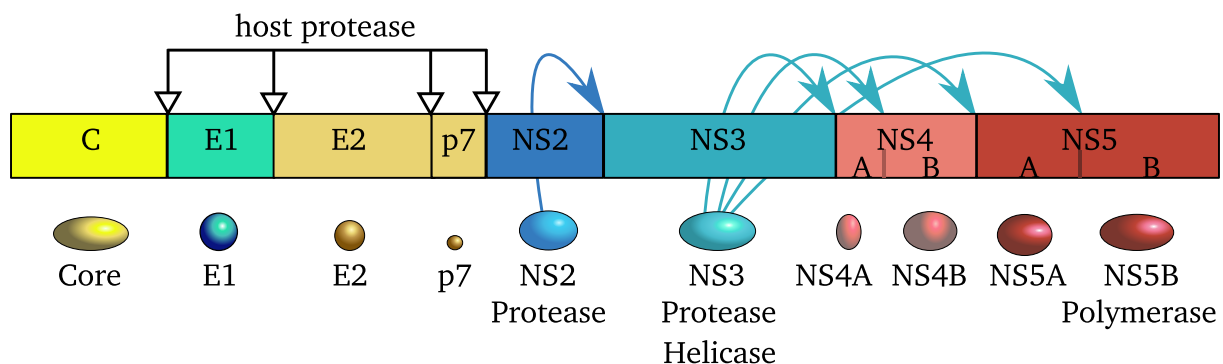 host protease
C E1 E2 p7 NS2 NS3 NS4 NS5
A B A B
Core E1 E2 p7 NS2 NS3 NS4A NS4B NS5A NS5B
Protease Protease Polymerase
Helicase